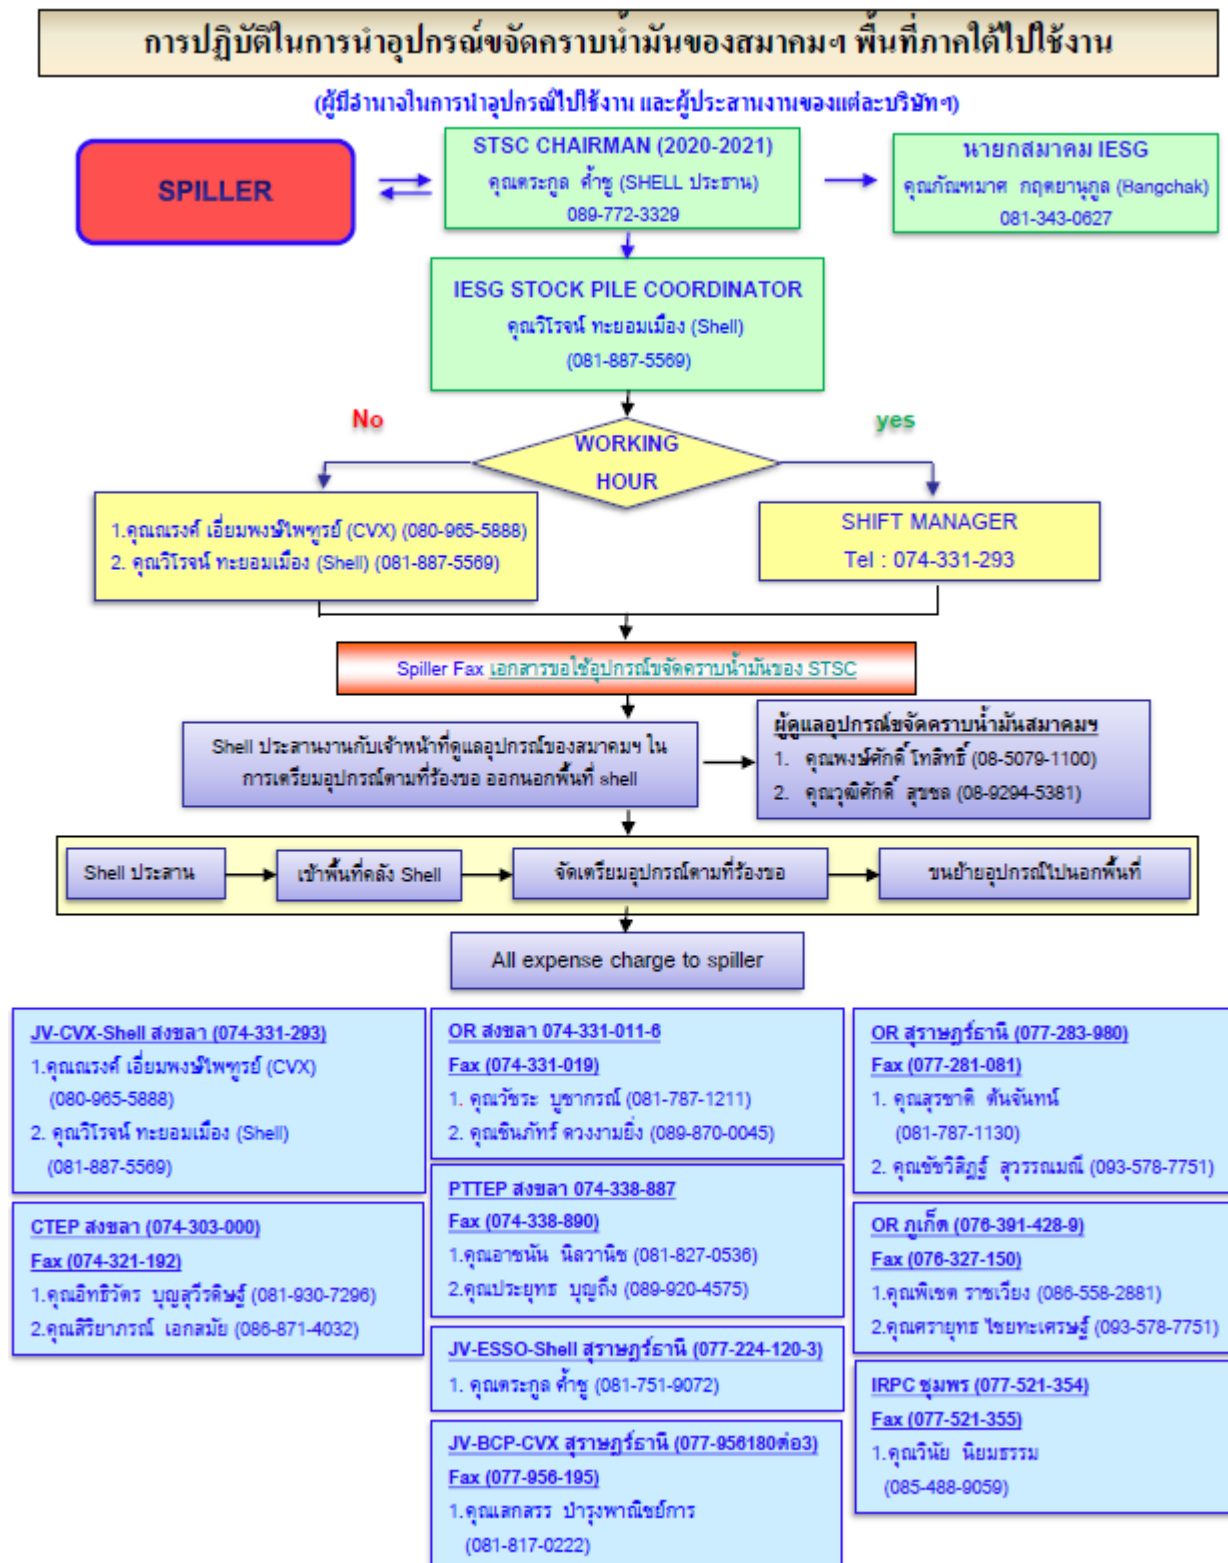 การปฏิบัติในการนำอุปกรณ์ขจัดคราบน้ำมันของสมาคมฯ พื้นที่ภาคใต้ไปใช้งาน
(ผู้มีอำนาจในการนำอุปกรณ์ไปใช้งาน และผู้ประสานงานของแต่ละบริษัทฯ)
SPILLER
STSC CHAIRMAN (2020-2021)
คุณตระกูล ค้ำชู (SHELL ประธาน)
089-772-3329
นายกสมาคม IESG
คุณกัณฑมาศ กฤตยานุกูล (Bangchak)
081-343-0627
IESG STOCK PILE COORDINATOR
คุณวิโรจน์ ทะยอมเมือง (Shell)
(081-887-5569)
No
yes
WORKING
HOUR
1.คุณณรงค์ เอี่ยมพงษ์ไพฑูรย์ (CVX) (080-965-5888)
2. คุณวิโรจน์ ทะยอมเมือง (Shell) (081-887-5569)
SHIFT MANAGER
Tel : 074-331-293
Spiller Fax เอกสารขอใช้อุปกรณ์ขจัดคราบน้ำมันของ STSC
Shell ประสานงานกับเจ้าหน้าที่ดูแลอุปกรณ์ของสมาคมฯ ใน
การเตรียมอุปกรณ์ตามที่ร้องขอ ออกนอกพื้นที่ shell
ผู้ดูแลอุปกรณ์ขจัดคราบน้ำมันสมาคมฯ
1. คุณพงษ์ศักดิ์ โทสิทธิ์ (08-5079-1100)
2. คุณวุฒิศักดิ์ สุขชล (08-9294-5381)
Shell ประสาน
เข้าพื้นที่คลัง Shell
จัดเตรียมอุปกรณ์ตามที่ร้องขอ
ขนย้ายอุปกรณ์ไปนอกพื้นที่
All expense charge to spiller
JV-CVX-Shell สงขลา (074-331-293)
1.คุณณรงค์ เอี่ยมพงษ์ไพฑูรย์ (CVX)
(080-965-5888)
2. คุณวิโรจน์ ทะยอมเมือง (Shell)
(081-887-5569)
CTEP สงขลา (074-303-000)
Fax (074-321-192)
1.คุณอิทธิวัตร บุญสุวีรดิษฐ์ (081-930-7296)
2.คุณสิริยาภรณ์ เอกสมัย (086-871-4032)
OR สงขลา 074-331-011-6
Fax (074-331-019)
1. คุณวัชระ บูชากรณ์ (081-787-1211)
2. คุณชินภัทร์ ดวงงามยิ่ง (089-870-0045)
PTTEP สงขลา 074-338-887
Fax (074-338-890)
1.คุณอาชนัน นิลวานิช (081-827-0536)
2.คุณประยุทธ บุญถึง (089-920-4575)
JV-ESSO-Shell สุราษฎร์ธานี (077-224-120-3)
1. คุณตระกูล ค้ำชู (081-751-9072)
JV-BCP-CVX สุราษฎร์ธานี (077-956180ต่อ3)
Fax (077-956-195)
1.คุณเสกสรร บำรุงพาณิชย์การ
(081-817-0222)
OR สุราษฎร์ธานี (077-283-980)
Fax (077-281-081)
1. คุณสุรชาติ ตันจันทน์
(081-787-1130)
2. คุณชัชวิสิฏฐ์ สุวรรณมณี (093-578-7751)
OR ภูเก็ต (076-391-428-9)
Fax (076-327-150)
1.คุณพิเชต ราชเวียง (086-558-2881)
2.คุณศรายุทธ ไชยทะเศรษฐ์ (093-578-7751)
IRPC ชุมพร (077-521-354)
Fax (077-521-355)
1.คุณวินัย นิยมธรรม
(085-488-9059)